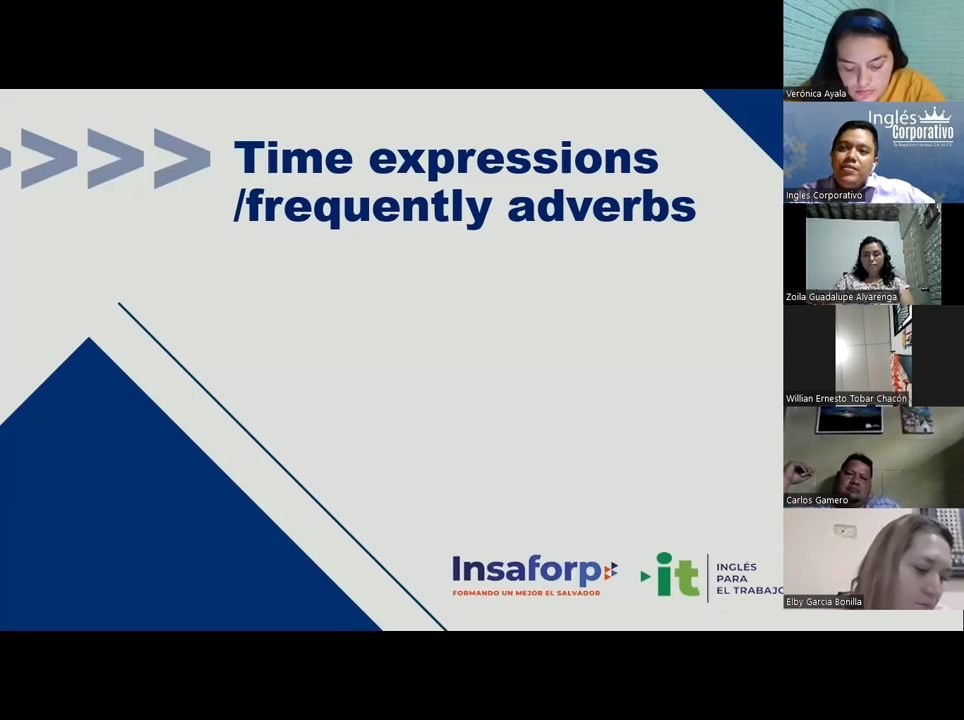 Time expressions
/frequently adverbs
Insaforp
FORMANDO UN MEJOR EL SALVADOR
it
INGLÉS
PARA
EL TRABAJO
Verónica Ayala
Inglés
Corporativo
Ingles Corporativo
Zoila Guadalupe Alvarenga
Willian Ernesto Tobar Chacón
Carlos Gamero
Elby Garcia Bonilla